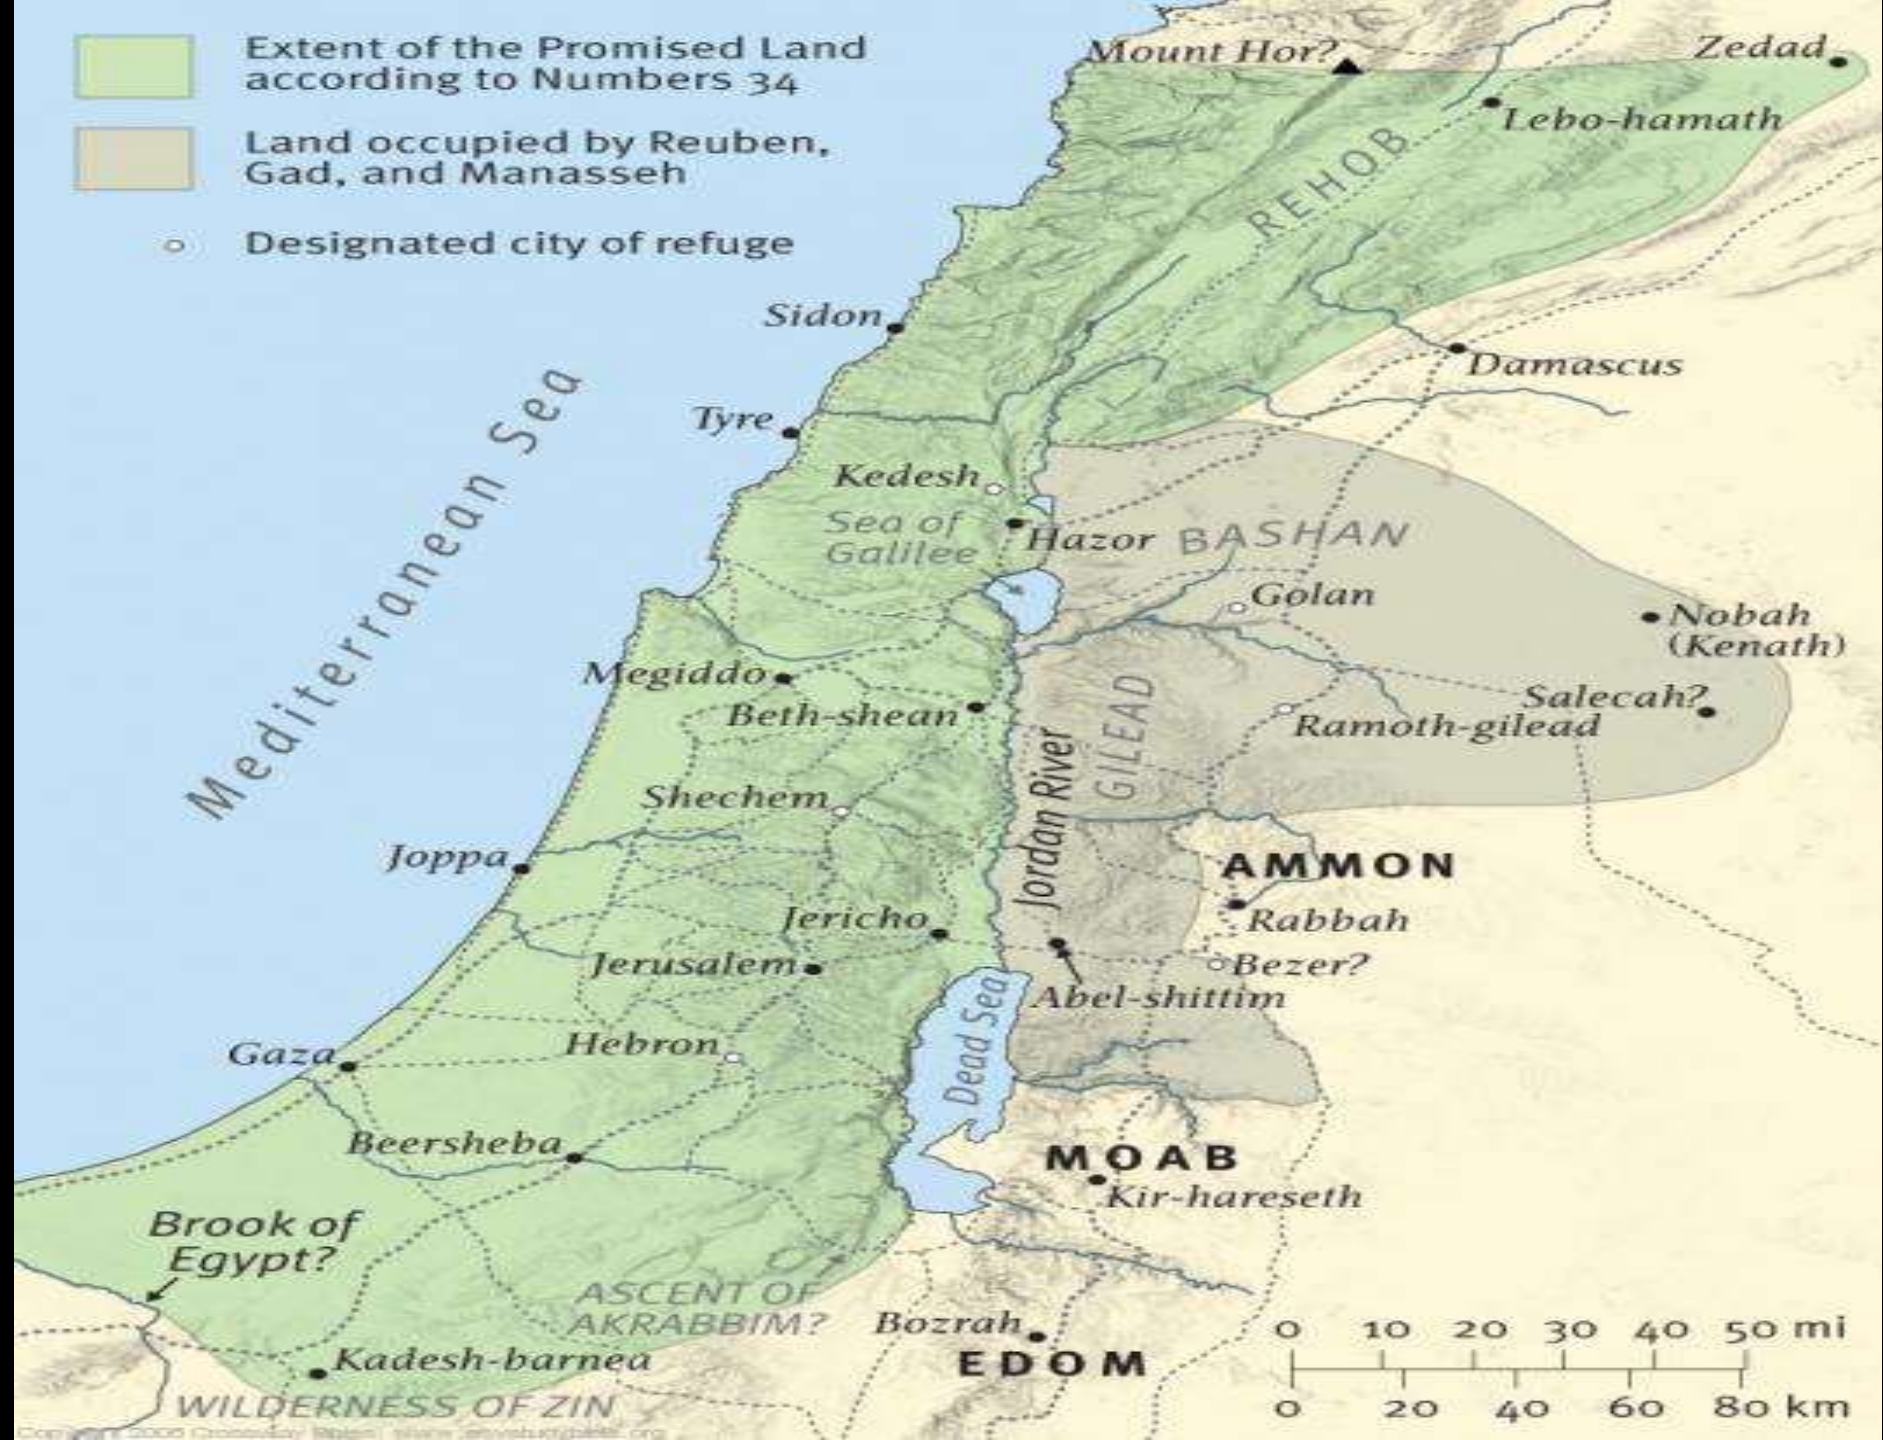 Extent of the Promised Land
according to Numbers 34
Land occupied by Reuben,
Gad, and Manasseh
Designated city of refuge
Mount Hor?
Zedad
Lebo-hamath
REHOB
Sidon
Damascus
Tyre
Mediterranean Sea
Kedesh
Sea of
Galilee
Hazor
BASHAN
Golan
Nobah
(Kenath)
Megiddo
Beth-shean
GILEAD
Salecah?
Ramoth-gilead
Jordan River
Shechem
Joppa
AMMON
Jericho
Rabbah
Jerusalem
Bezer?
Abel-shittim
Dead Sea
Gaza
Hebron
Beersheba
MOAB
Kir-hareseth
Brook of
Egypt?
ASCENT OF
AKRABBIM?
Bozrah
EDOM
Kadesh-barnea
WILDERNESS OF ZIN
0 10 20 30 40 50 mi
0 20 40 60 80 km